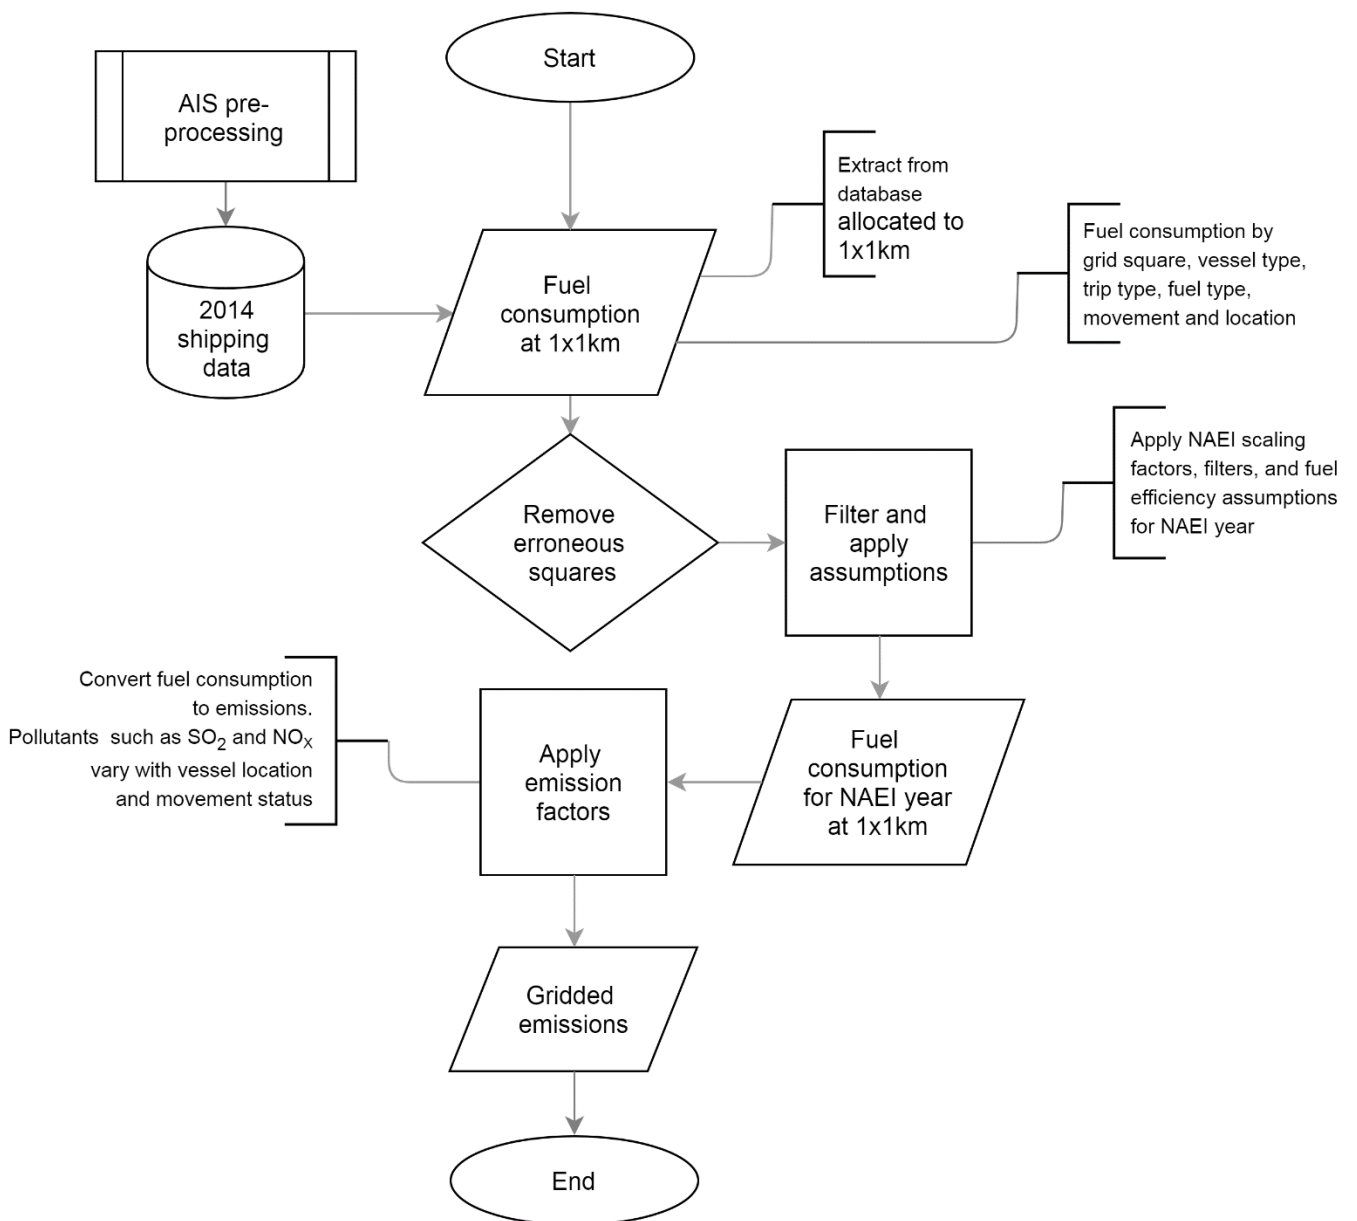 Start
AIS pre-
processing
Extract from
database
allocated to
1x1km
Fuel consumption by
grid square, vessel type,
trip type, fuel type,
movement and location
2014
shipping
data
Fuel
consumption
at 1x1km
Remove
erroneous
squares
Filter and
apply
assumptions
Apply NAEI scaling
factors, filters, and fuel
efficiency assumptions
for NAEI year
Convert fuel consumption
to emissions.
Pollutants such as SO2 and NOX
vary with vessel location
and movement status
Apply
emission
factors
Fuel
consumption
for NAEI year
at 1x1km
Gridded
emissions
End